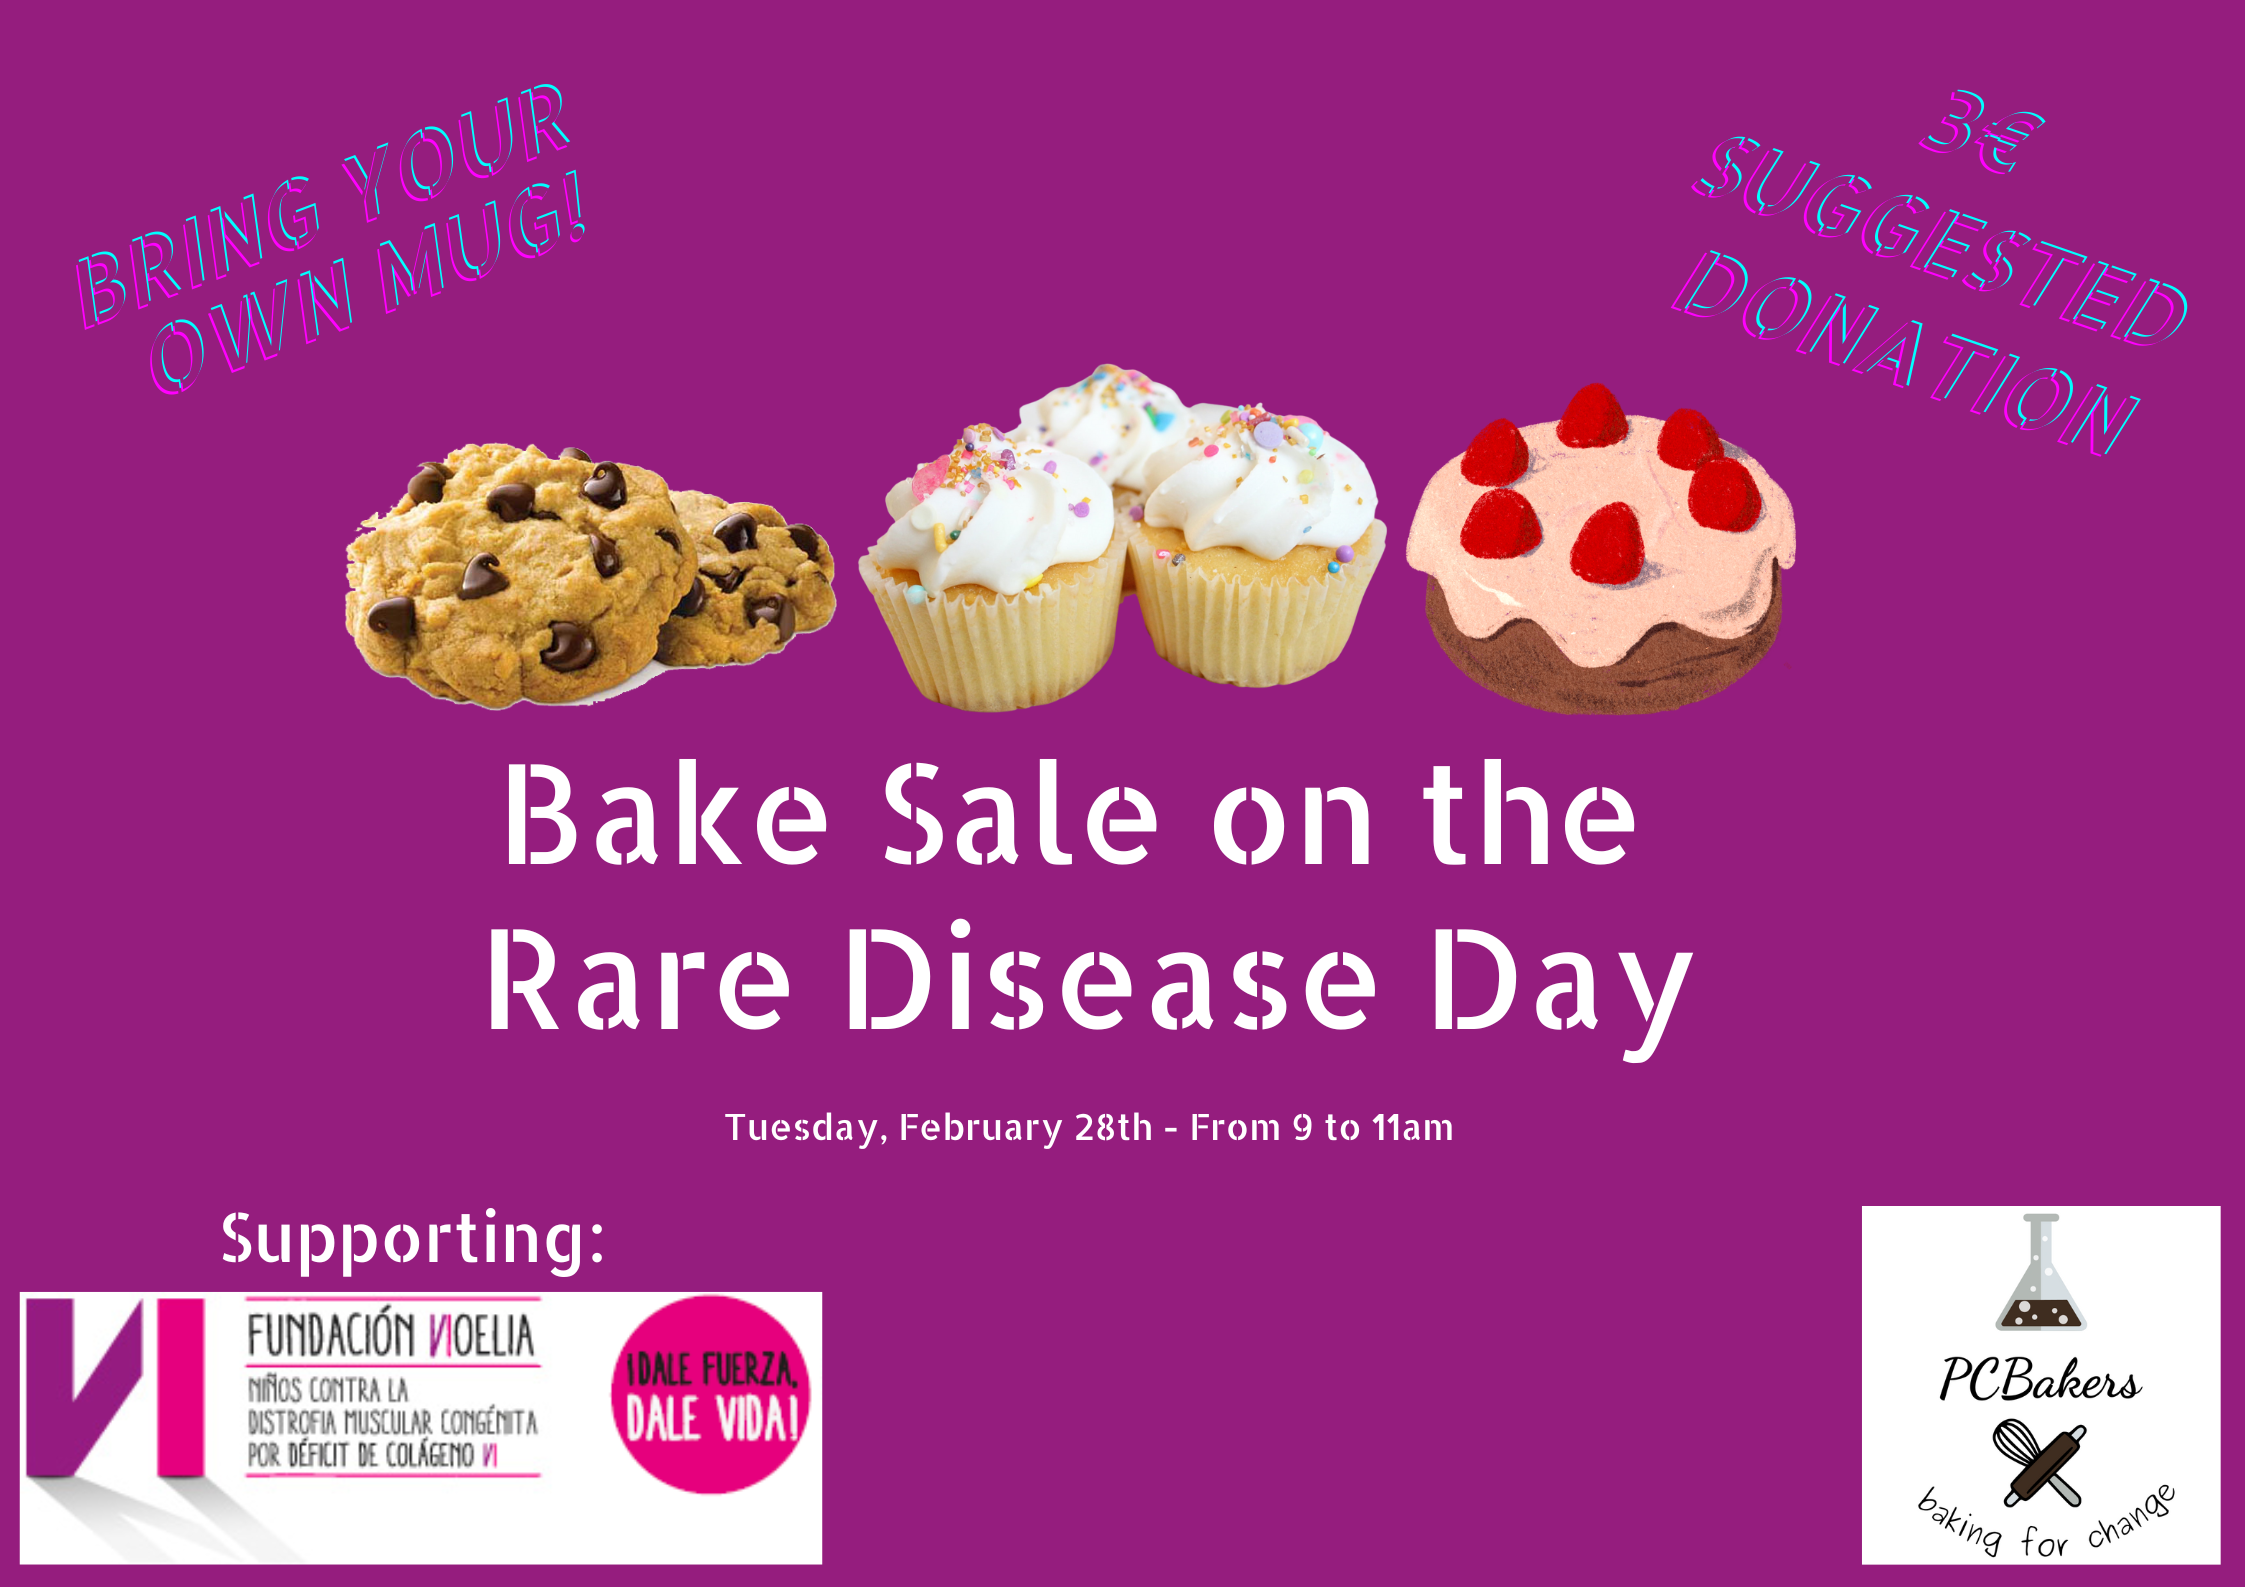 BRING YOUR
OWN MUG!
3€
SUGGESTED
DONATION
Bake Sale on the
Rare Disease Day
Tuesday, February 28th - From 9 to 11am
Supporting:
FUNDACIÓN NOELIA
NIÑOS CONTRA LA
DISTROFIA MUSCULAR CONGÉNITA
POR DÉFICIT DE COLÁGENO VI
¡DALE FUERZA,
DALE VIDA!
PCBakers
baking for change